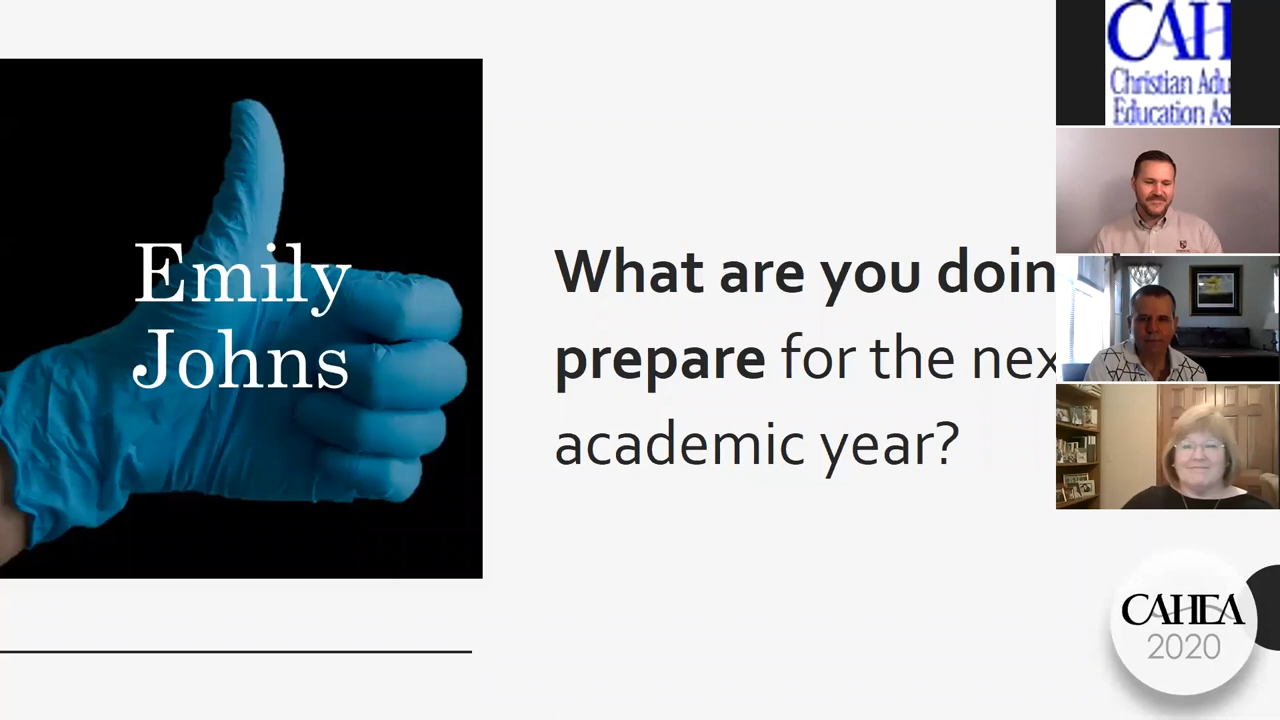 Emily
Johns
What are you doin
prepare for the nex
academic year?
CAH
Christian Adu
Education As
CAHEA
2020